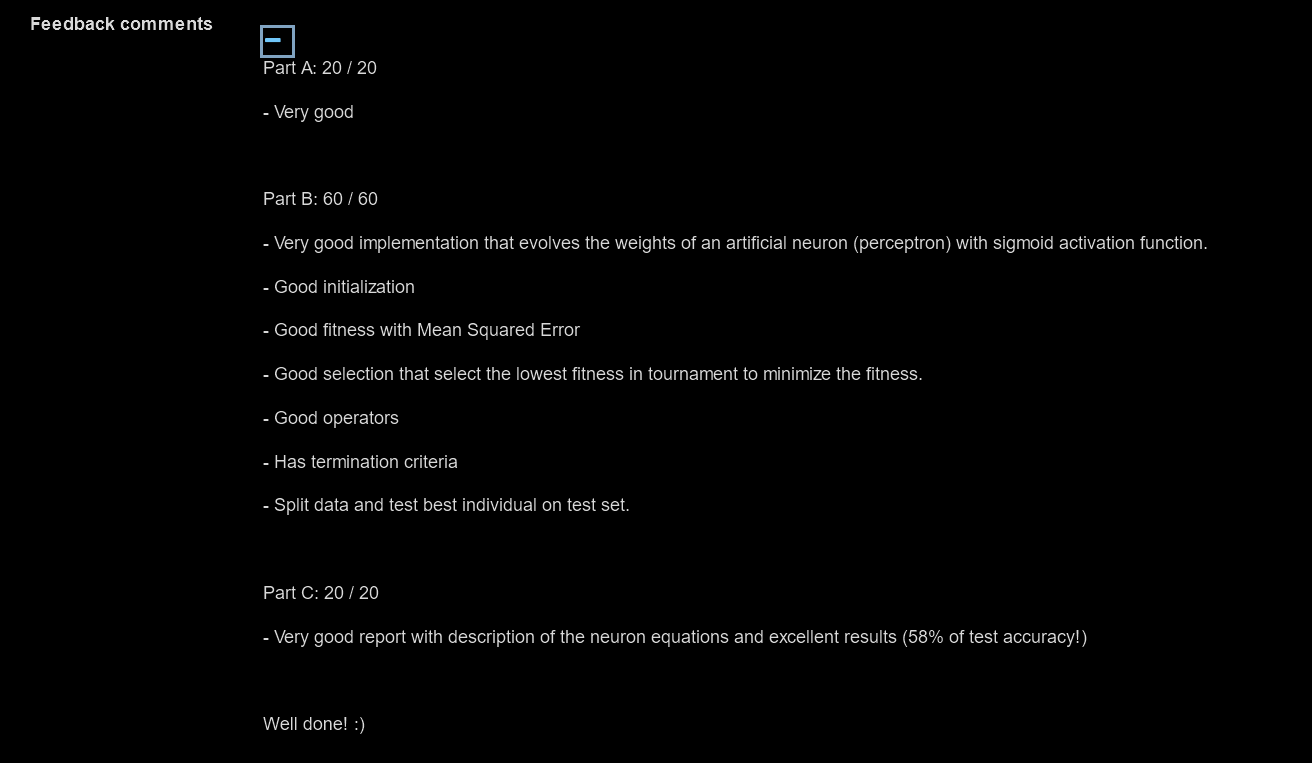 Feedback comments
Part A: 20 / 20
- Very good
Part B: 60 / 60
- Very good implementation that evolves the weights of an artificial neuron (perceptron) with sigmoid activation function.
- Good initialization
- Good fitness with Mean Squared Error
- Good selection that select the lowest fitness in tournament to minimize the fitness.
- Good operators
- Has termination criteria
- Split data and test best individual on test set.
Part C: 20 / 20
- Very good report with description of the neuron equations and excellent results (58% of test accuracy!)
Well done! :)